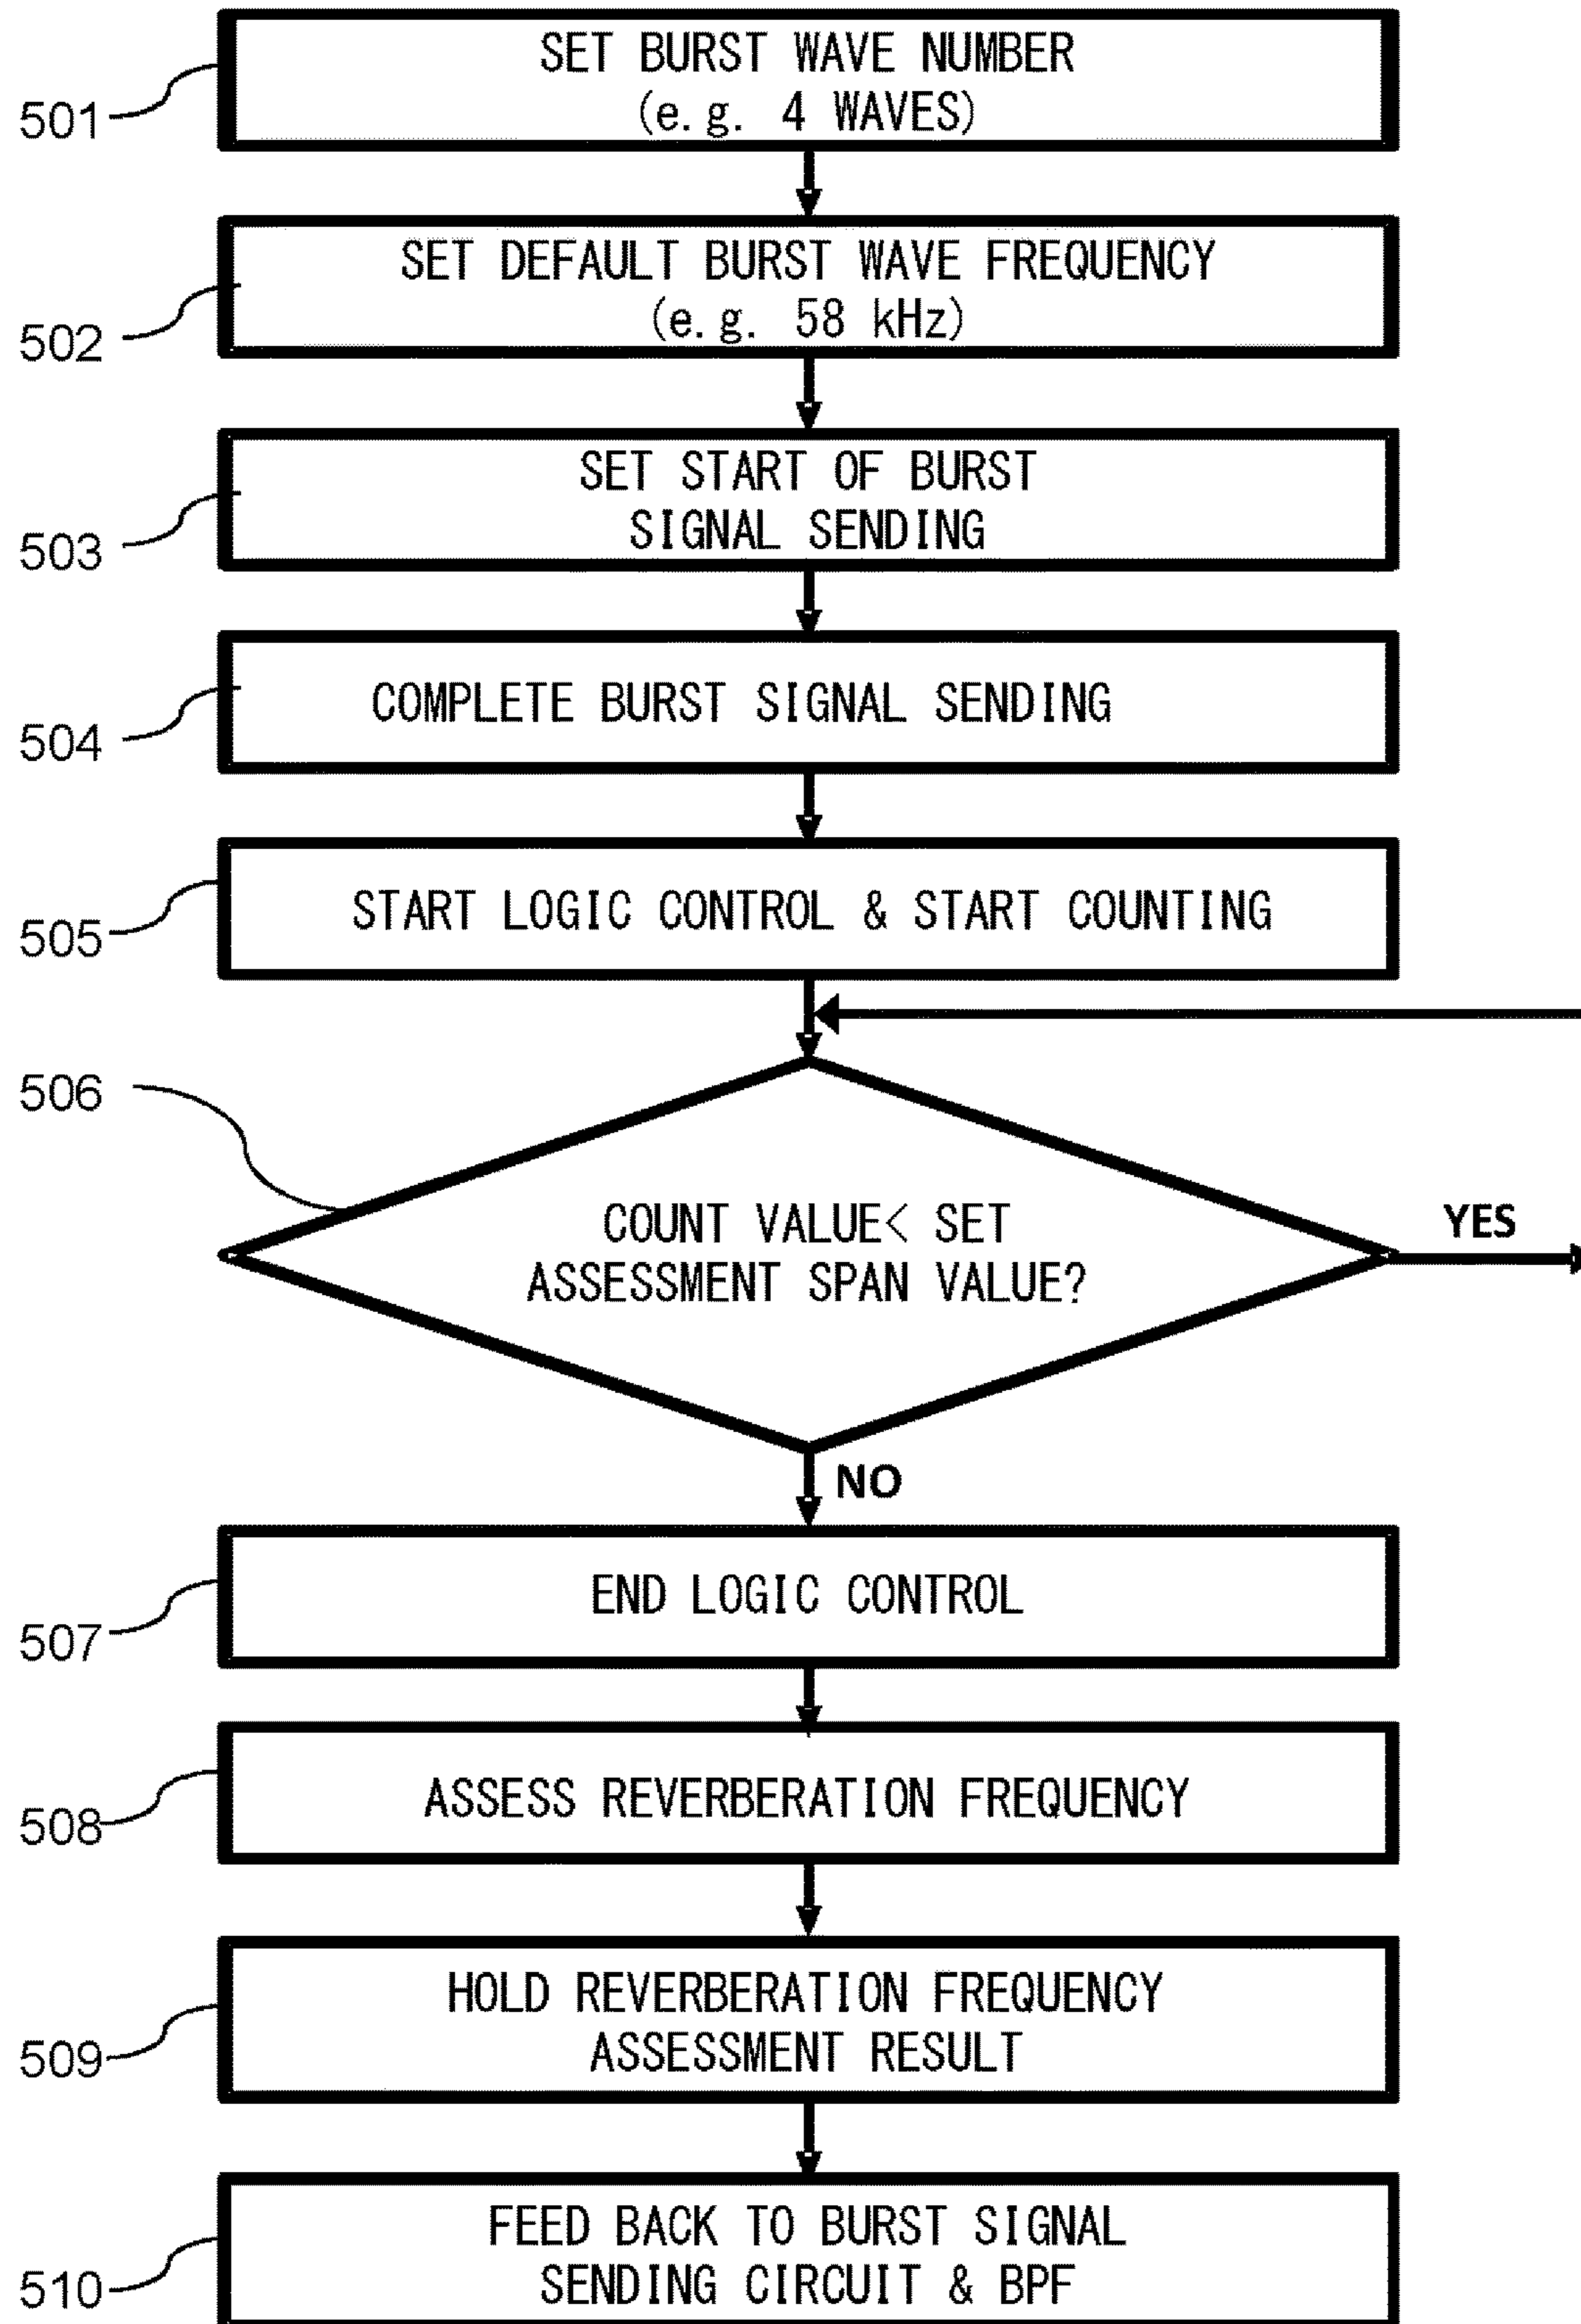 SET BURST WAVE NUMBER
(e.g. 4 WAVES)
501
SET DEFAULT BURST WAVE FREQUENCY
(e.g. 58 kHz)
502
SET START OF BURST
SIGNAL SENDING
503
COMPLETE BURST SIGNAL SENDING
504
START LOGIC CONTROL & START COUNTING
505
506
COUNT VALUE< SET
ASSESSMENT SPAN VALUE?
YES
NO
END LOGIC CONTROL
507
ASSESS REVERBERATION FREQUENCY
508
HOLD REVERBERATION FREQUENCY
ASSESSMENT RESULT
509
FEED BACK TO BURST SIGNAL
SENDING CIRCUIT & BPF
510